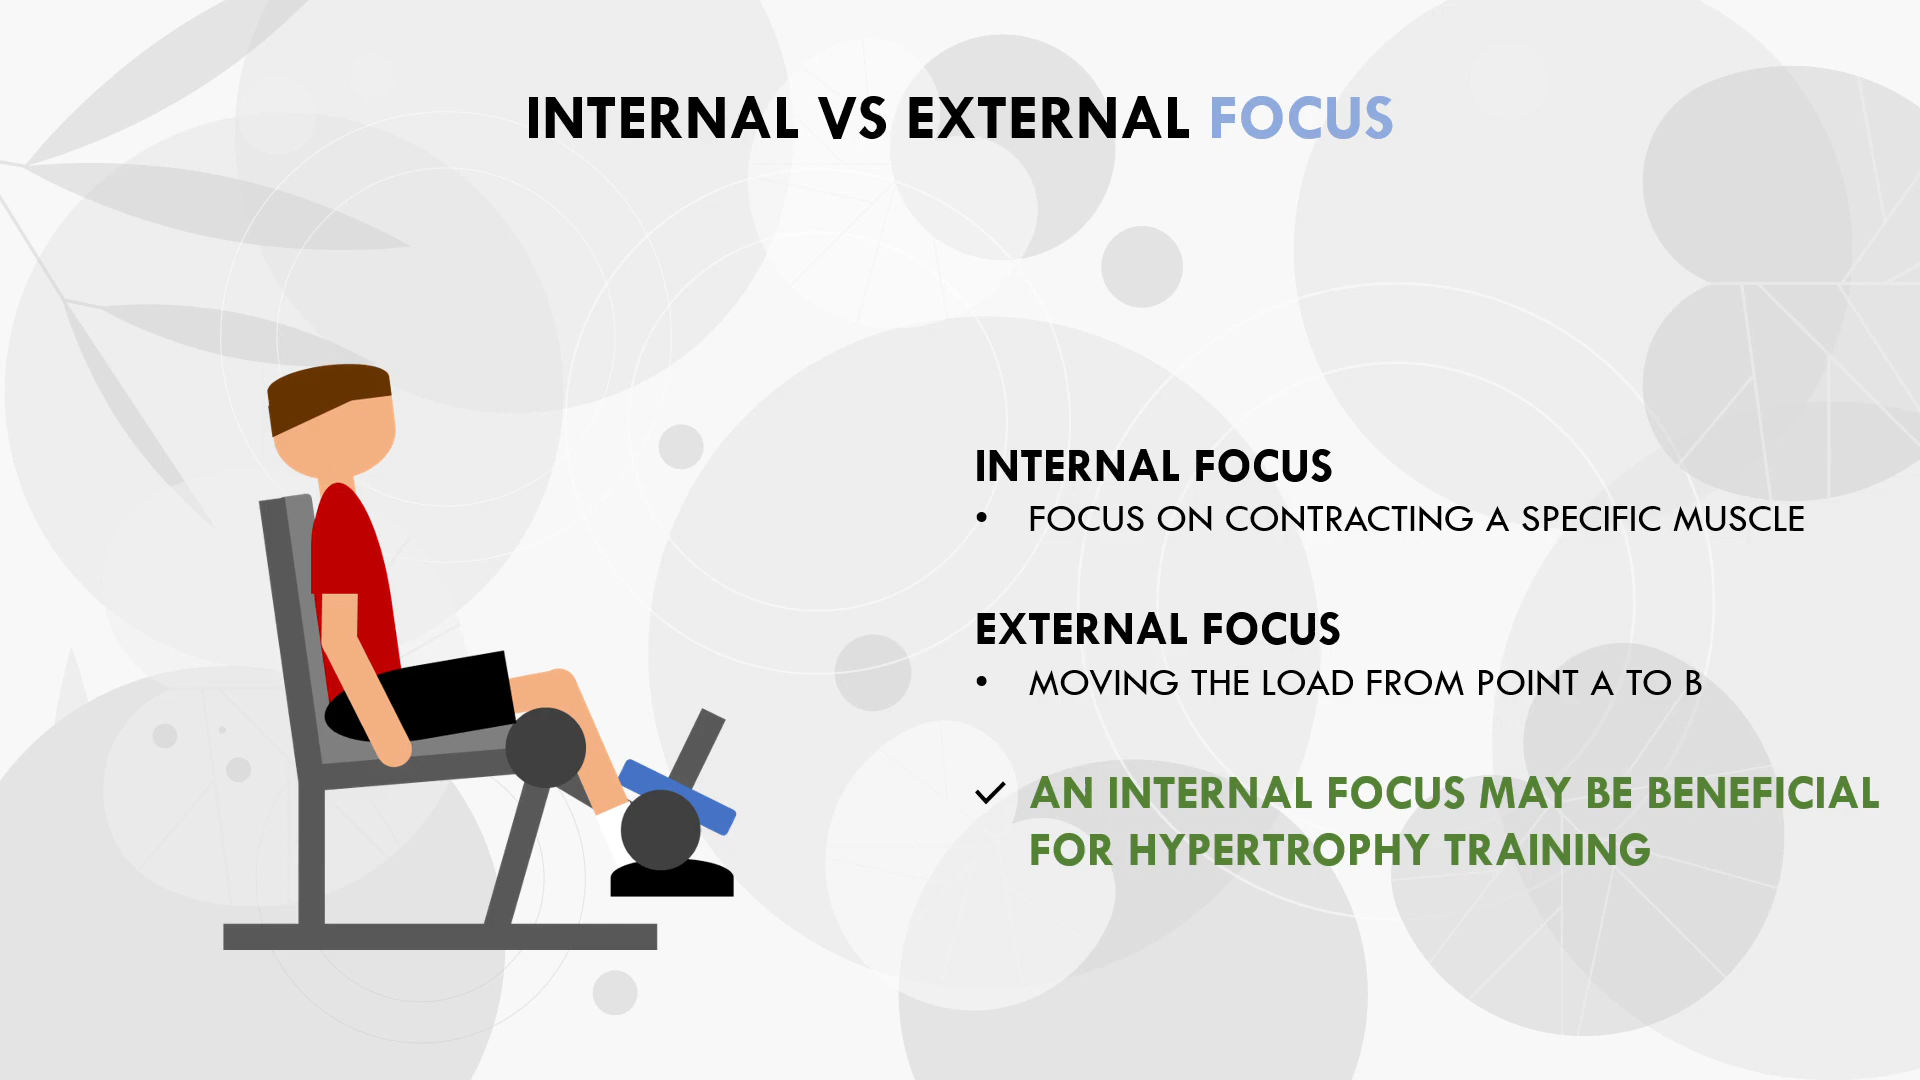 INTERNAL VS EXTERNAL FOCUS
INTERNAL FOCUS
• FOCUS ON CONTRACTING A SPECIFIC MUSCLE
EXTERNAL FOCUS
• MOVING THE LOAD FROM POINT A TO B
✓ AN INTERNAL FOCUS MAY BE BENEFICIAL
FOR HYPERTROPHY TRAINING